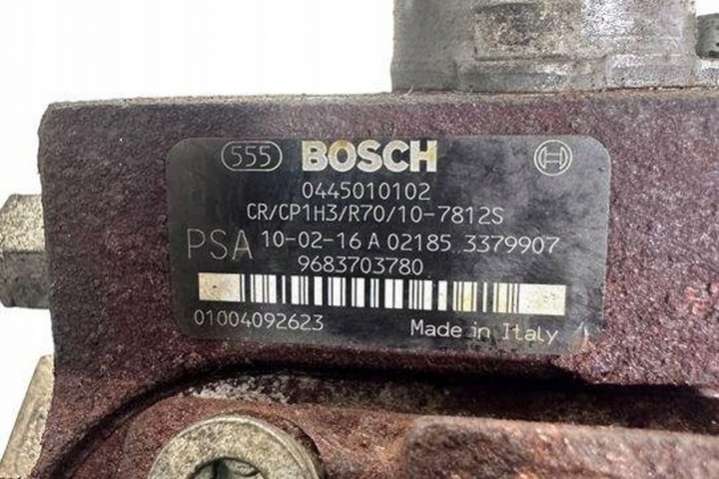 555 BOSCH
0445010102
CR/CP1H3/R70/10-7812S
PSA 10-02-16 A 02185 3379907
9683703780
01004092623 Made in Italy